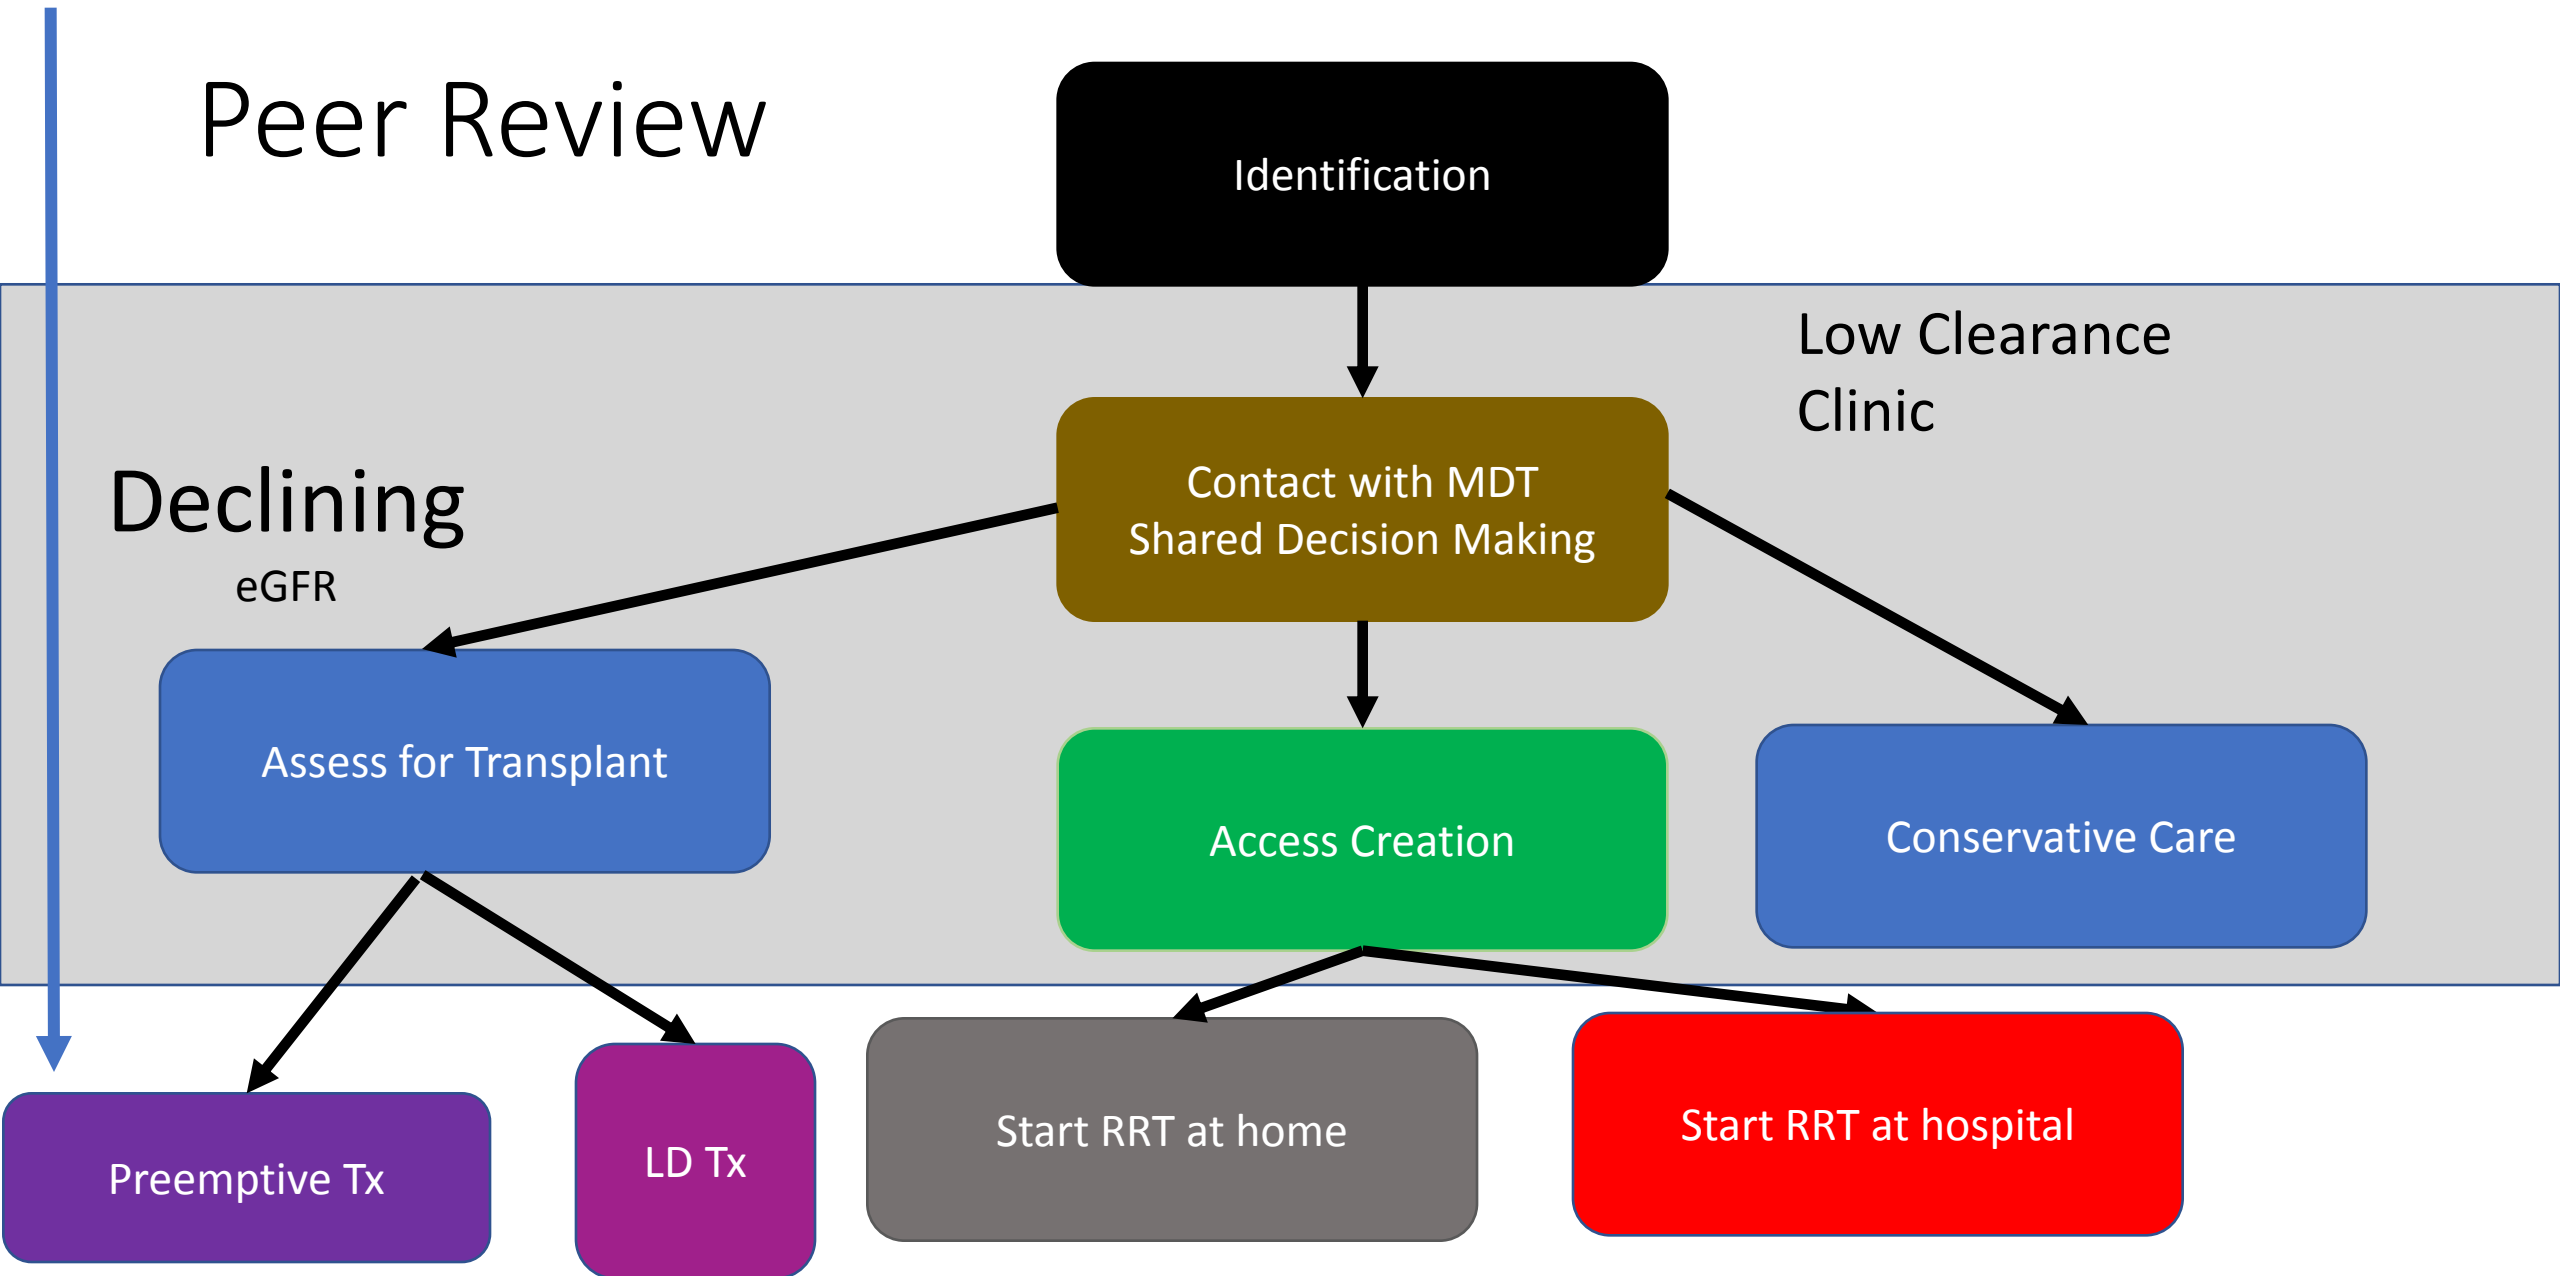 Peer Review
Identification
Low Clearance
Clinic
Contact with MDT
Shared Decision Making
Declining
eGFR
Assess for Transplant
Access Creation
Conservative Care
Preemptive Tx
LD Tx
Start RRT at home
Start RRT at hospital